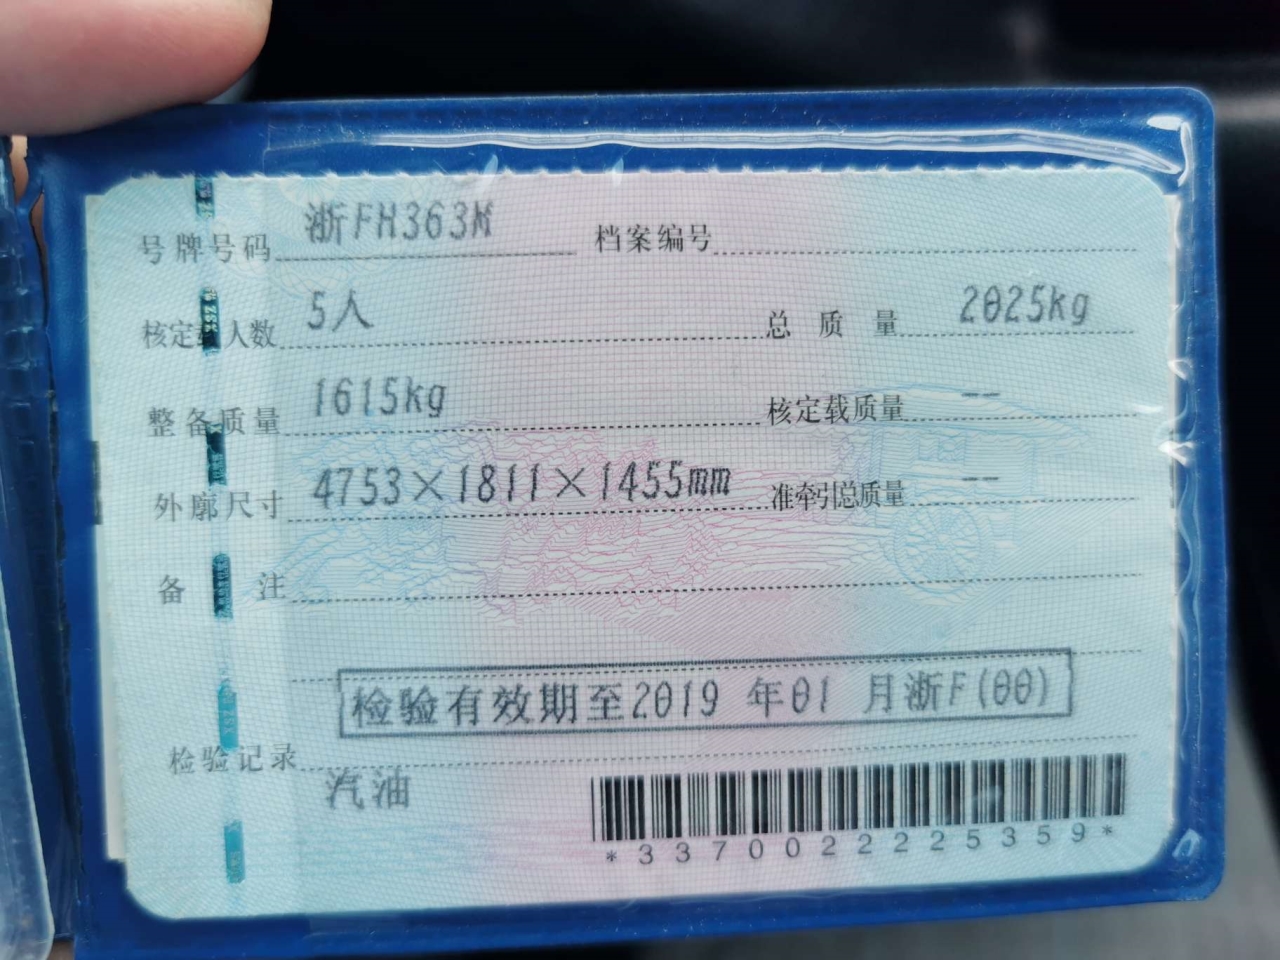 号牌号码 浙FH363M 档案编号
核定载人数 5人 总质量 2025kg
整备质量 1615kg 核定载质量 --
外廓尺寸 4753×1811×1455mm 准牵引总质量 --
备注
检验有效期至2019 年01 月浙F(00)
检验记录
汽油
*3370022225359*